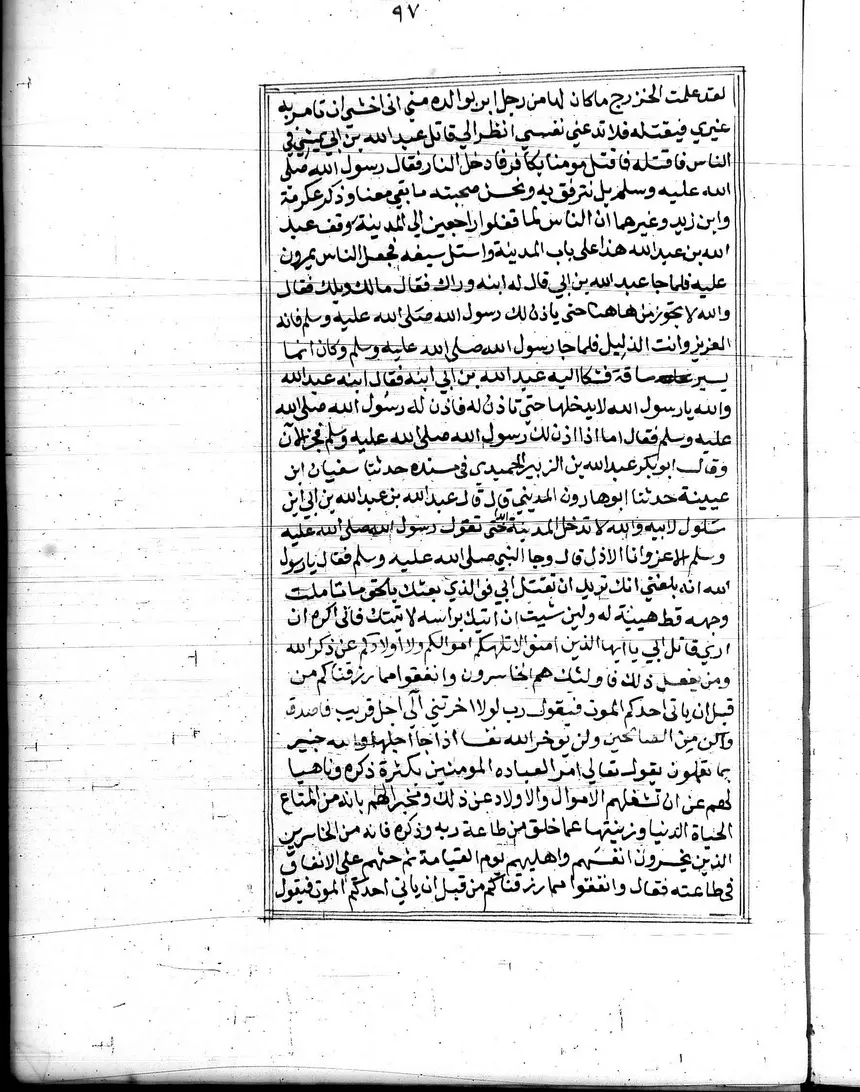 ٩٧
لقد علمت الخزرج ما كان لها من رجل ابر بوالده مني اني اخشى ان تامر به
غيري فيقتله فلا تدعني نفسي انظر الي قاتل عبد الله بن ابي يمشي في
الناس فاقتله فاقتل مومنا بكافر فادخل النار فقال رسول الله صلى
الله عليه وسلم بل نترفق به ونحسن صحبته ما بقي معنا وذكر عكرمة
وابن زيد وغيرهما ان الناس لما قفلوا راجعين الي المدينة وقف عبد
الله بن عبد الله هذا علي باب المدينة واستل سيفه فجعل الناس يمرون
عليه فلما جا عبد الله بن ابي قال له ابنه وراك فقال مالك ويلك فقال
والله لا تجوز من هاهنا حتى ياذن لك رسول الله صلى الله عليه وسلم فانه
العزيز وانت الذليل فلما جا رسول الله صلى الله عليه وسلم وكان انما
يسير ساقة فشكا اليه عبد الله بن ابي ابنه فقال ابنه عبد الله
والله يا رسول الله لا يدخلها حتى تاذن له فاذن له رسول الله صلى الله
عليه وسلم فقال اما اذا اذن لك رسول الله صلى الله عليه وسلم فجز الآن
وقال ابو بكر عبد الله بن الزبير الحميدي في مسنده حدثنا سفيان ابن
عيينة حدثنا ابو هارون المديني قال قال عبد الله بن عبد الله بن ابي ابن
سلول لابيه والله لا تدخل المدينة حتى تقول رسول الله صلى الله عليه
وسلم الاعز وانا الاذل قال وجا النبي صلى الله عليه وسلم فقال يا رسول
الله انه بلغني انك تريد ان تقتل ابي فوالذي بعثك بالحق ما تاملت
وجهه قط هيبة له ولين شيت ان اتيك براسه لاتيتك فاني اكره ان
اري قاتل ابي يا ايها الذين امنو الا تلهكم اموالكم ولا اولادكم عن ذكر الله
ومن يفعل ذلك فاولئك هم الخاسرون وانفقوا مما رزقناكم من
قبل ان ياتي احدكم الموت فيقول رب لولا اخرتني الي اجل قريب فاصدق
واكن من الصالحين ولن يوخر الله نفسا اذا جا اجلها والله خبير
بما تعملون يقول تعالي امر العباده المومنين بكثرة ذكره وناهيا
لهم عن ان تشغلهم الاموال والاولاد عن ذلك ومخبرا لهم بانه من المتاع
الحياة الدنيا وزينتها عما خلق من طاعة ربه وذكره فانه من الخاسرين
الذين يخسرون انفسهم واهليهم يوم القيامة ثم حثهم علي الانفاق
في طاعته فقال وانفقوا مما رزقناكم من قبل ان ياتي احدكم الموت فيقول